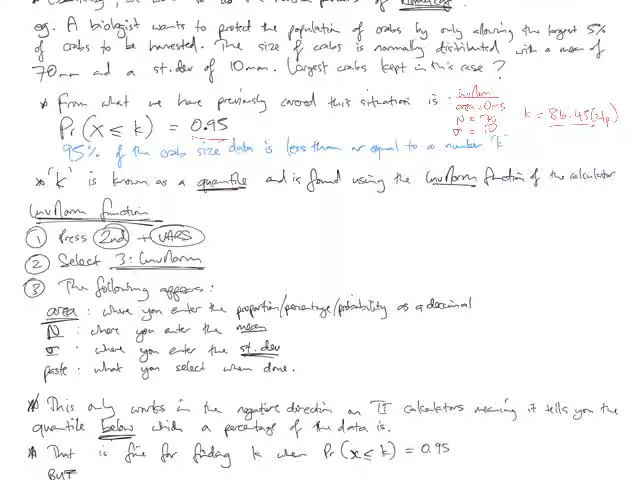 eg. A biologist wants to protect the population of crabs by only allowing the largest 5%
of crabs to be harvested. The size of crabs is normally distributed with a mean of
70mm and a st. dev of 10mm. Largest crabs kept in this case?
* From what we have previously covered this situation is
invNorm
area = 0.95
σ = 10
k = 86.45 (2dp)
Pr(X ≤ k) = 0.95
95% of the crab size data is less than or equal to a number 'k'
* 'k' is known as a quantile and is found using the invNorm function of the calculator
invNorm function
① Press 2nd + VARS
② Select 3: invNorm
③ The following appears:
area : where you enter the proportion/percentage/probability as a decimal
: where you enter the mean
σ : where you enter the st. dev
paste : what you select when done.
* This only works in the negative direction on TI calculators meaning it tells you the
quantile below which a percentage of the data is.
* That is fine for finding k when Pr(X ≤ k) = 0.95
BUT